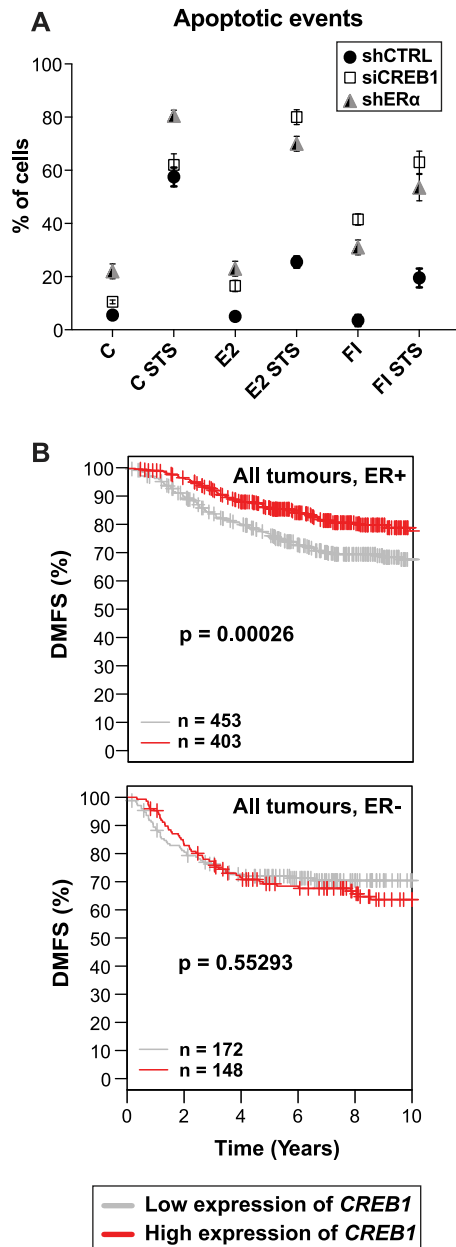 A
Apoptotic events
shCTRL
siCREB1
shERα
% of cells
100
80
60
40
20
0
C
C STS
E2
E2 STS
FI
FI STS
B
All tumours, ER+
DMFS (%)
100
90
80
70
60
50
40
30
20
10
0
p = 0.00026
n = 453
n = 403
All tumours, ER-
DMFS (%)
100
90
80
70
60
50
40
30
20
10
0
p = 0.55293
n = 172
n = 148
0 2 4 6 8 10
Time (Years)
Low expression of CREB1
High expression of CREB1